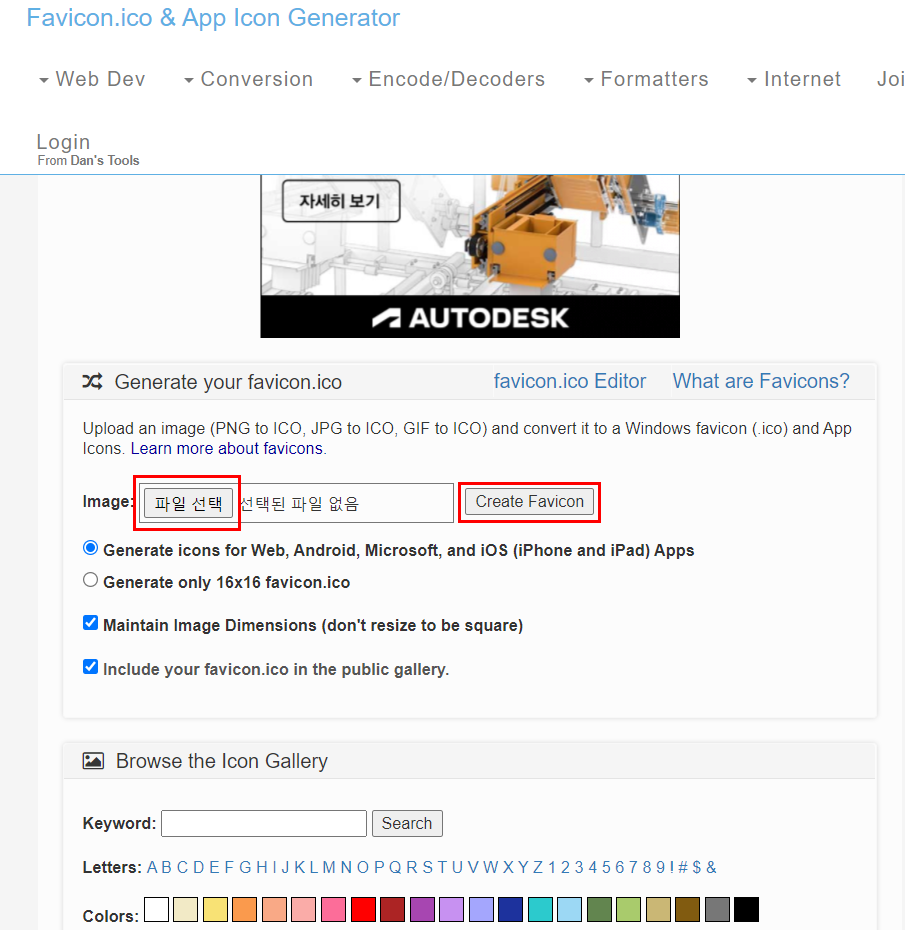 Favicon.ico & App Icon Generator
Web Dev Conversion Encode/Decoders Formatters Internet Joi
Login
From Dan's Tools
자세히 보기
AUTODESK
Generate your favicon.ico favicon.ico Editor What are Favicons?
Upload an image (PNG to ICO, JPG to ICO, GIF to ICO) and convert it to a Windows favicon (.ico) and App
Icons. Learn more about favicons.
Image: 파일 선택 선택된 파일 없음 Create Favicon
Generate icons for Web, Android, Microsoft, and iOS (iPhone and iPad) Apps
Generate only 16x16 favicon.ico
Maintain Image Dimensions (don't resize to be square)
Include your favicon.ico in the public gallery.
Browse the Icon Gallery
Keyword: Search
Letters: A B C D E F G H I J K L M N O P Q R S T U V W X Y Z 1 2 3 4 5 6 7 8 9 ! # $ &
Colors: